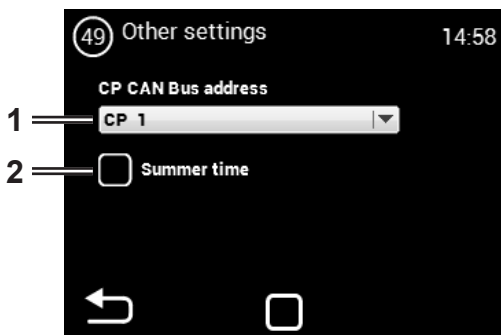 49 Other settings 14:58
CP CAN Bus address
1 CP 1
2 Summer time